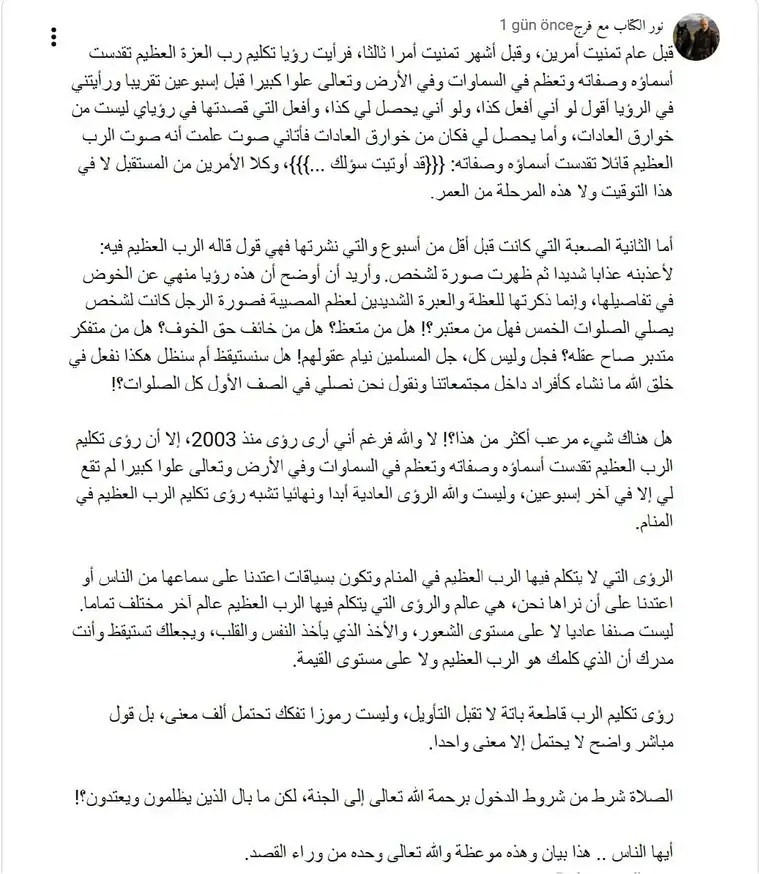 نور الكتاب مع فرج 1 gün önce
قبل عام تمنيت أمرين، وقبل أشهر تمنيت أمرا ثالثا، فرأيت رؤيا تكليم رب العزة العظيم تقدست
أسماؤه وصفاته وتعظم في السماوات وفي الأرض وتعالى علوا كبيرا قبل إسبوعين تقريبا ورأيتني
في الرؤيا أقول لو أني أفعل كذا، ولو أني يحصل لي كذا، وأفعل التي قصدتها في رؤياي ليست من
خوارق العادات، وأما يحصل لي فكان من خوارق العادات فأتاني صوت علمت أنه صوت الرب
العظيم قائلا تقدست أسماؤه وصفاته: {{{قد أوتيت سؤلك ...}}}، وكلا الأمرين من المستقبل لا في
هذا التوقيت ولا هذه المرحلة من العمر.
أما الثانية الصعبة التي كانت قبل أقل من أسبوع والتي نشرتها فهي قول قاله الرب العظيم فيه:
لأعذبنه عذابا شديدا ثم ظهرت صورة لشخص. وأريد أن أوضح أن هذه رؤيا منهي عن الخوض
في تفاصيلها، وإنما ذكرتها للعظة والعبرة الشديدين لعظم المصيبة فصورة الرجل كانت لشخص
يصلي الصلوات الخمس فهل من معتبر؟! هل من متعظ؟ هل من خائف حق الخوف؟ هل من متفكر
متدبر صاح عقله؟ فجل وليس كل، جل المسلمين نيام عقولهم! هل سنستيقظ أم سنظل هكذا نفعل في
خلق الله ما نشاء كأفراد داخل مجتمعاتنا ونقول نحن نصلي في الصف الأول كل الصلوات؟!
هل هناك شيء مرعب أكثر من هذا؟! لا والله فرغم أني أرى رؤى منذ 2003، إلا أن رؤى تكليم
الرب العظيم تقدست أسماؤه وصفاته وتعظم في السماوات وفي الأرض وتعالى علوا كبيرا لم تقع
لي إلا في آخر إسبوعين، وليست والله الرؤى العادية أبدا ونهائيا تشبه رؤى تكليم الرب العظيم في
المنام.
الرؤى التي لا يتكلم فيها الرب العظيم في المنام وتكون بسياقات اعتدنا على سماعها من الناس أو
اعتدنا على أن نراها نحن، هي عالم والرؤى التي يتكلم فيها الرب العظيم عالم آخر مختلف تماما.
ليست صنفا عاديا لا على مستوى الشعور، والأخذ الذي يأخذ النفس والقلب، ويجعلك تستيقظ وأنت
مدرك أن الذي كلمك هو الرب العظيم ولا على مستوى القيمة.
رؤى تكليم الرب قاطعة باتة لا تقبل التأويل، وليست رموزا تفكك تحتمل ألف معنى، بل قول
مباشر واضح لا يحتمل إلا معنى واحدا.
الصلاة شرط من شروط الدخول برحمة الله تعالى إلى الجنة، لكن ما بال الذين يظلمون ويعتدون؟!
أيها الناس .. هذا بيان وهذه موعظة والله تعالى وحده من وراء القصد.